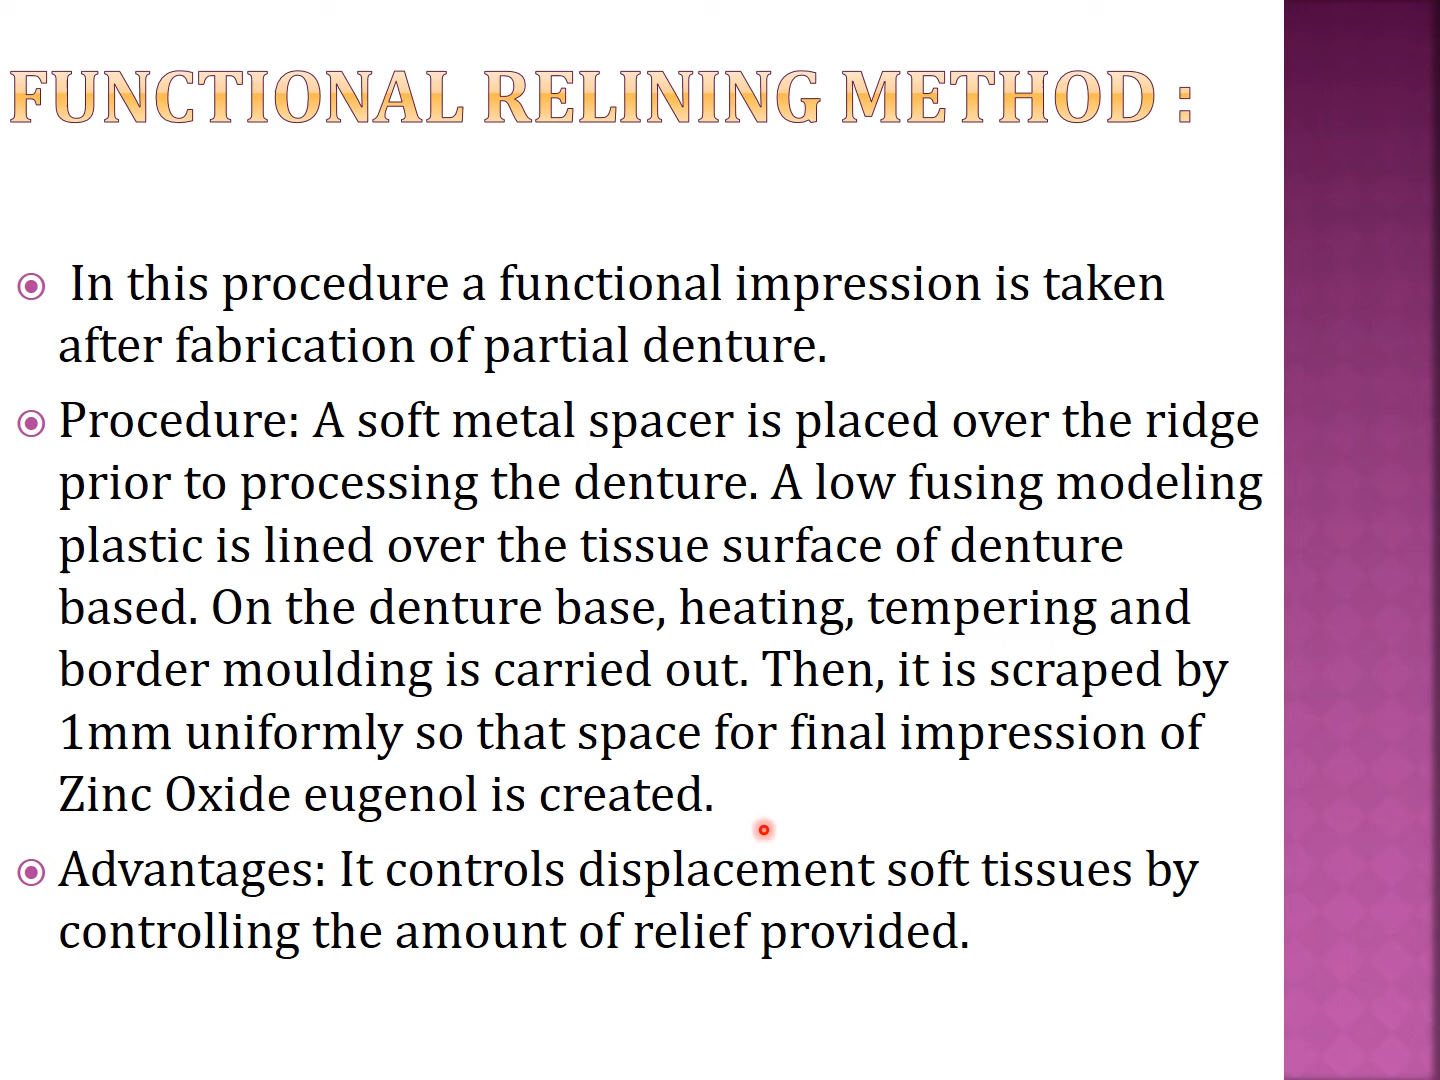 FUNCTIONAL RELINING METHOD :
In this procedure a functional impression is taken
after fabrication of partial denture.
Procedure: A soft metal spacer is placed over the ridge
prior to processing the denture. A low fusing modeling
plastic is lined over the tissue surface of denture
based. On the denture base, heating, tempering and
border moulding is carried out. Then, it is scraped by
1mm uniformly so that space for final impression of
Zinc Oxide eugenol is created.
Advantages: It controls displacement soft tissues by
controlling the amount of relief provided.